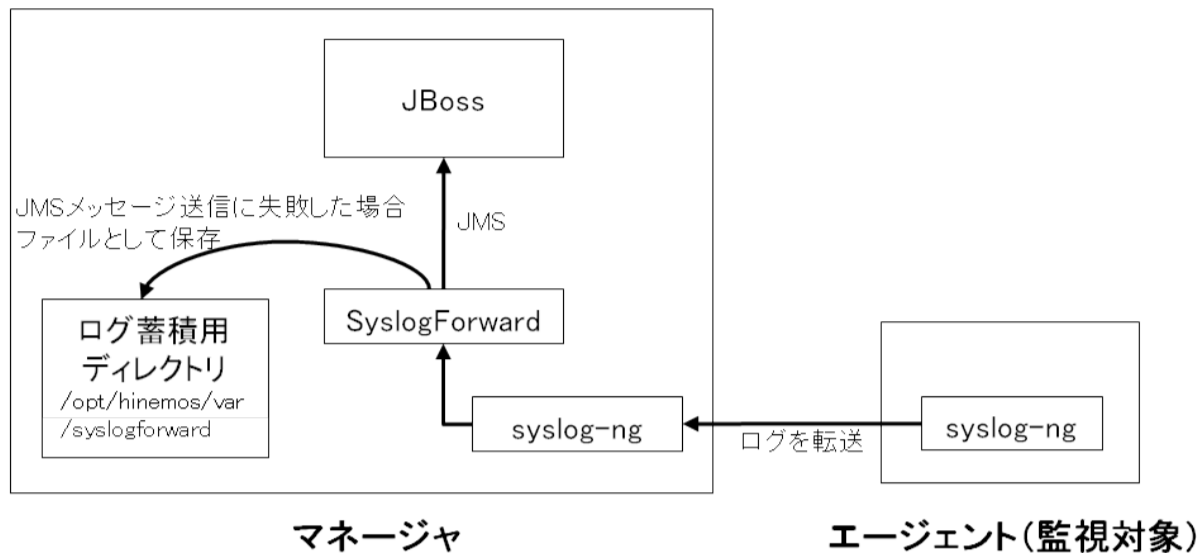 JBoss
JMSメッセージ送信に失敗した場合
ファイルとして保存
JMS
SyslogForward
ログ蓄積用
ディレクトリ
/opt/hinemos/var
/syslogforward
syslog-ng
ログを転送
syslog-ng
マネージャ
エージェント(監視対象)